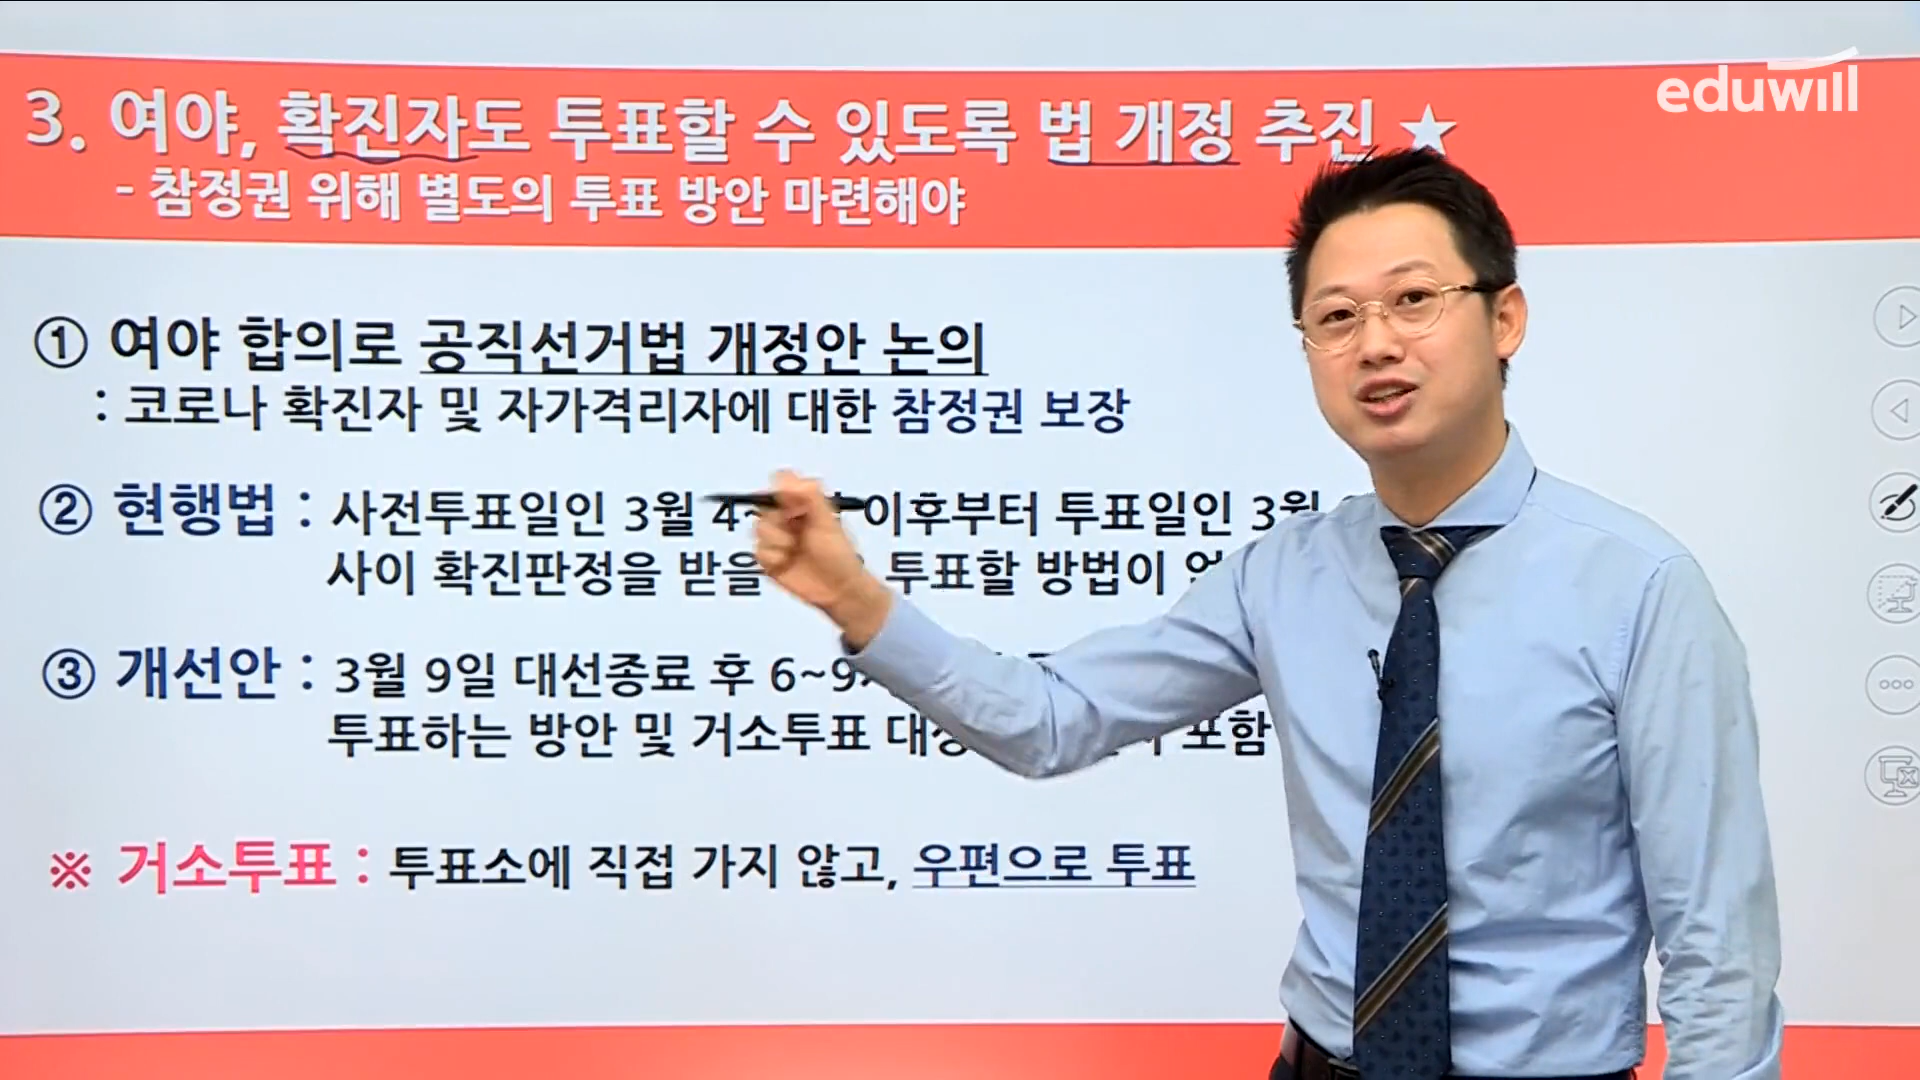 eduwill
3. 여야, 확진자도 투표할 수 있도록 법 개정 추진 ★
- 참정권 위해 별도의 투표 방안 마련해야
① 여야 합의로 공직선거법 개정안 논의
: 코로나 확진자 및 자가격리자에 대한 참정권 보장
② 현행법 : 사전투표일인 3월 이후부터 투표일인 3월
사이 확진판정을 받을 투표할 방법이
③ 개선안 : 3월 9일 대선종료 후
투표하는 방안 및 거소투표 포함
※ 거소투표 : 투표소에 직접 가지 않고, 우편으로 투표